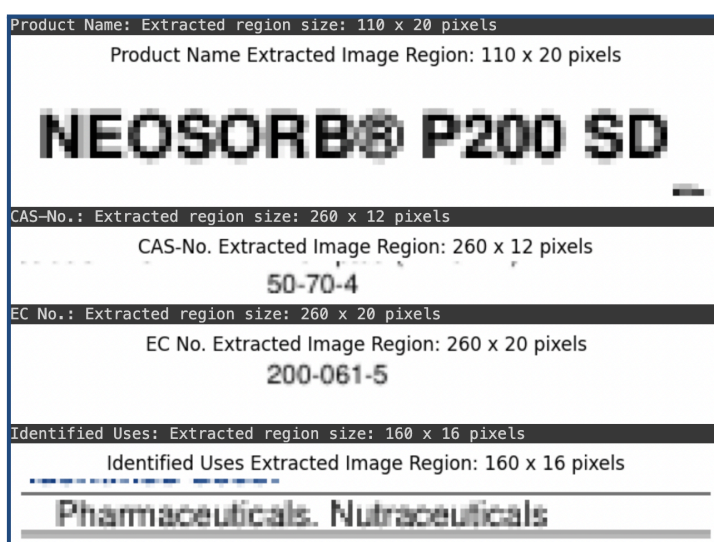 Product Name: Extracted region size: 110 x 20 pixels
Product Name Extracted Image Region: 110 x 20 pixels
NEOSORB® P200 SD
CAS-No.: Extracted region size: 260 x 12 pixels
CAS-No. Extracted Image Region: 260 x 12 pixels
50-70-4
EC No.: Extracted region size: 260 x 20 pixels
EC No. Extracted Image Region: 260 x 20 pixels
200-061-5
Identified Uses: Extracted region size: 160 x 16 pixels
Identified Uses Extracted Image Region: 160 x 16 pixels
Pharmaceuticals. Nutraceuticals